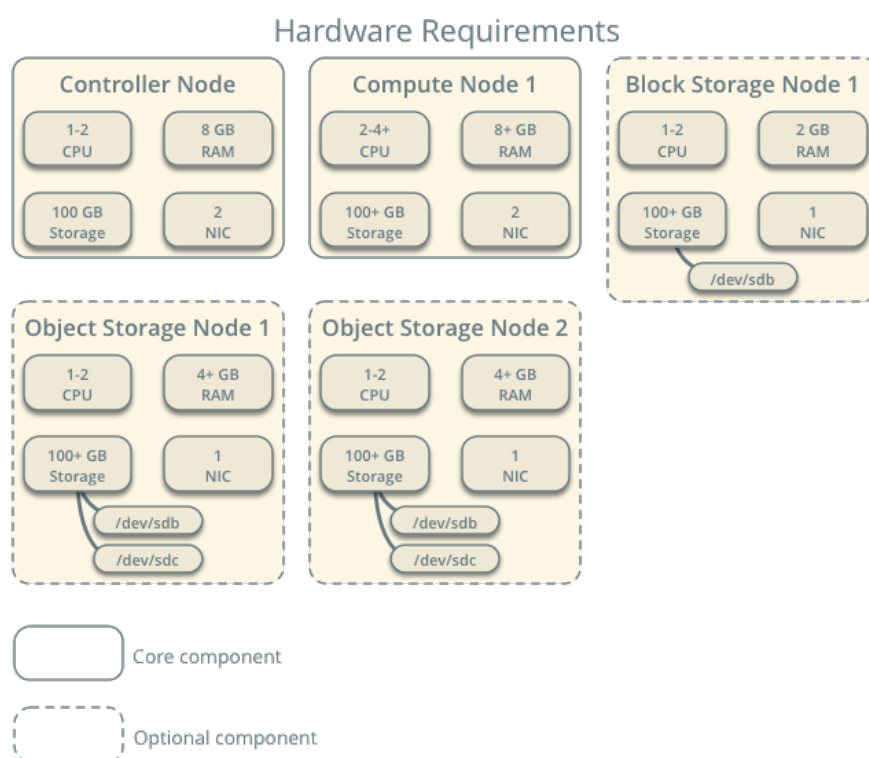 Hardware Requirements
Controller Node
1-2
CPU
8 GB
RAM
100 GB
Storage
2
NIC
Compute Node 1
2-4+
CPU
8+ GB
RAM
100+ GB
Storage
2
NIC
Block Storage Node 1
1-2
CPU
2 GB
RAM
100+ GB
Storage
1
NIC
/dev/sdb
Object Storage Node 1
1-2
CPU
4+ GB
RAM
100+ GB
Storage
1
NIC
/dev/sdb
/dev/sdc
Object Storage Node 2
1-2
CPU
4+ GB
RAM
100+ GB
Storage
1
NIC
/dev/sdb
/dev/sdc
Core component
Optional component